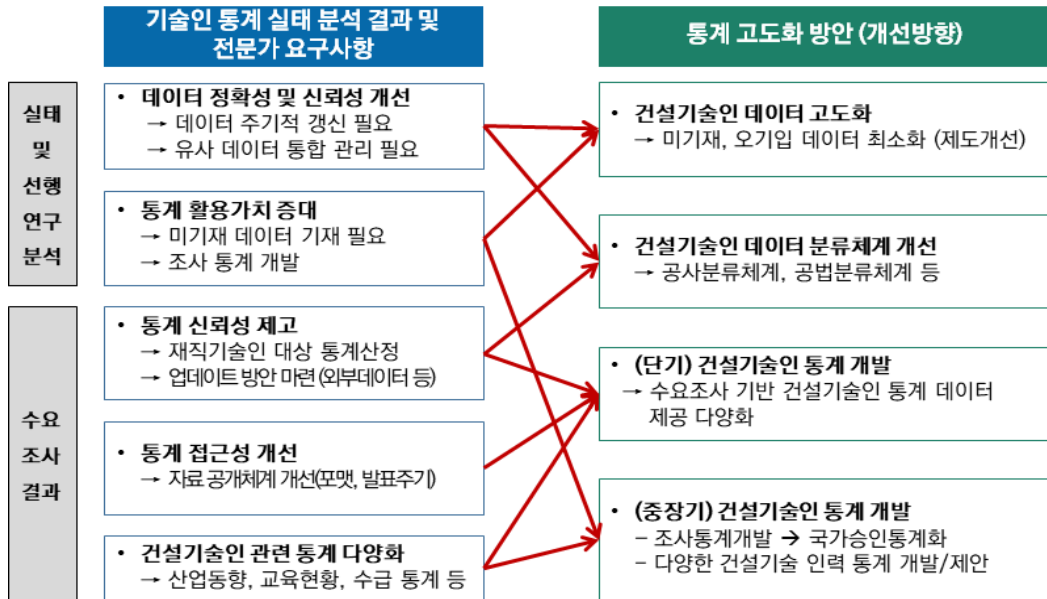 기술인 통계 실태 분석 결과 및
전문가 요구사항
통계 고도화 방안 (개선방향)
실태
및
선행
연구
분석
• 데이터 정확성 및 신뢰성 개선
→ 데이터 주기적 갱신 필요
→ 유사 데이터 통합 관리 필요
• 통계 활용가치 증대
→ 미기재 데이터 기재 필요
→ 조사 통계 개발
수요
조사
결과
• 통계 신뢰성 제고
→ 재직기술인 대상 통계산정
→ 업데이트 방안 마련(외부데이터 등)
• 통계 접근성 개선
→ 자료 공개체계 개선(포맷, 발표주기)
• 건설기술인 관련 통계 다양화
→ 산업동향, 교육현황, 수급 통계 등
• 건설기술인 데이터 고도화
→ 미기재, 오기입 데이터 최소화 (제도개선)
• 건설기술인 데이터 분류체계 개선
→ 공사분류체계, 공법분류체계 등
• (단기) 건설기술인 통계 개발
→ 수요조사 기반 건설기술인 통계 데이터
제공 다양화
• (중장기) 건설기술인 통계 개발
– 조사통계개발 → 국가승인통계화
– 다양한 건설기술 인력 통계 개발/제안